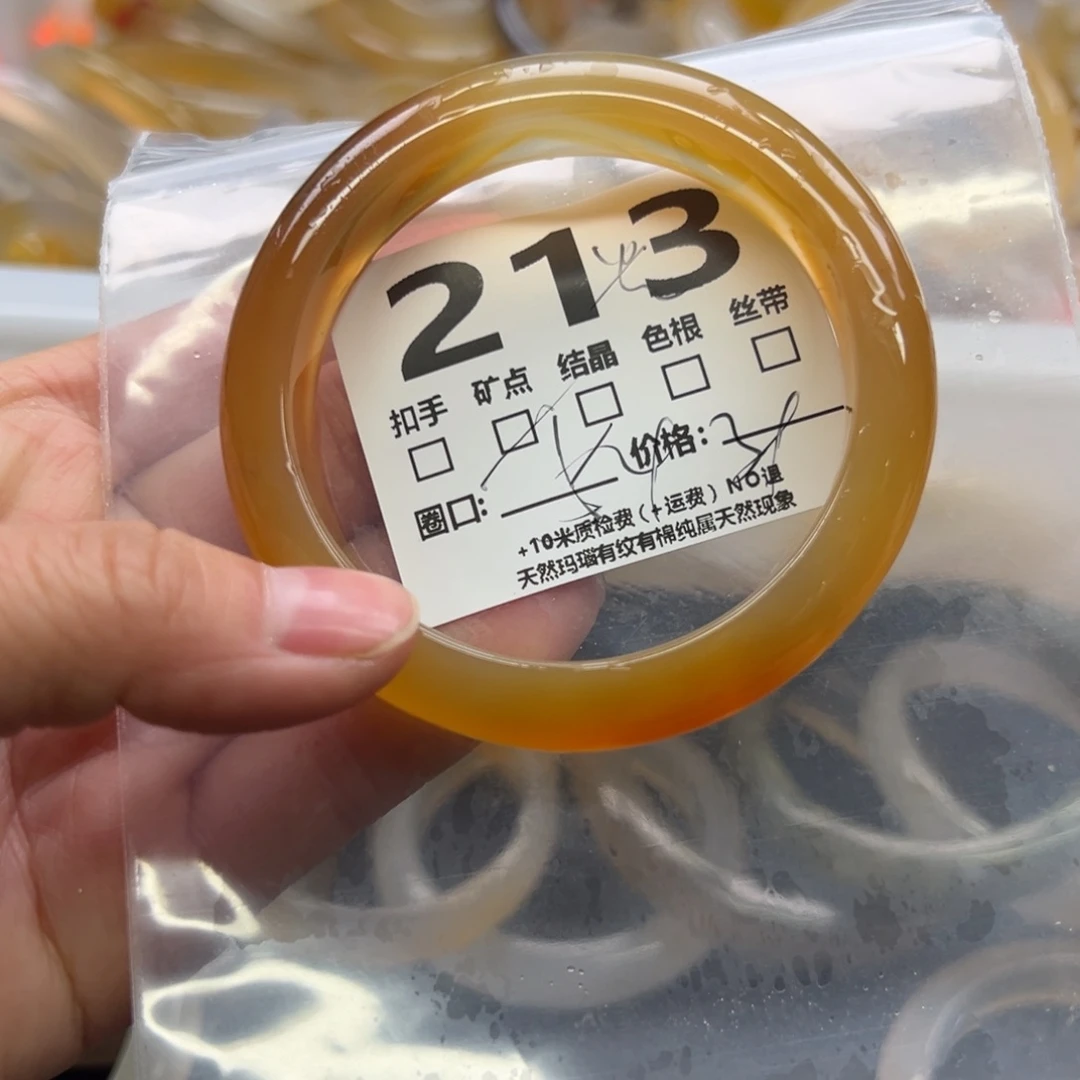 213
扣手 矿点 结晶 色根 丝带
圈口: 价格:
+10米质检费(+运费) NO退
天然玛瑙有纹有棉纯属天然现象